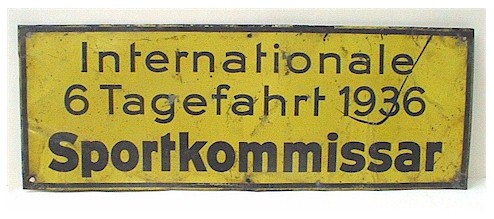 Internationale
6 Tagefahrt 1936
Sportkommissar